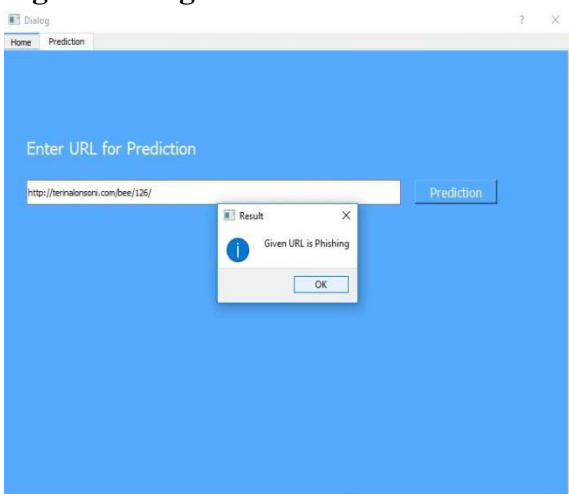 Dialog
?
Home
Prediction
Enter URL for Prediction
http://terinalonsoni.com/bee/126/
Prediction
Result
Given URL is Phishing
OK